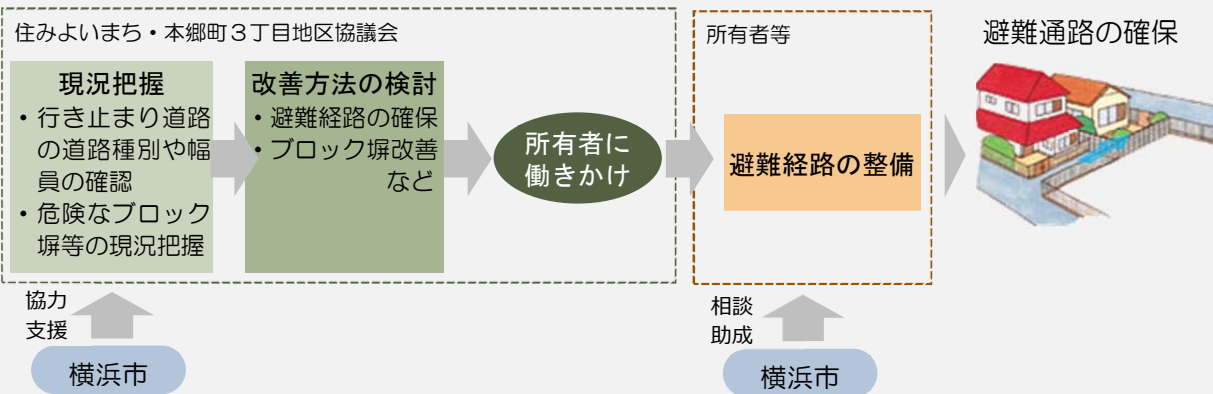 住みよいまち・本郷町３丁目地区協議会
現況把握
・行き止まり道路
の道路種別や幅
員の確認
・危険なブロック
塀等の現況把握
改善方法の検討
・避難経路の確保
・ブロック塀改善
など
所有者に
働きかけ
所有者等
避難経路の整備
避難通路の確保
協力
支援
横浜市
相談
助成
横浜市